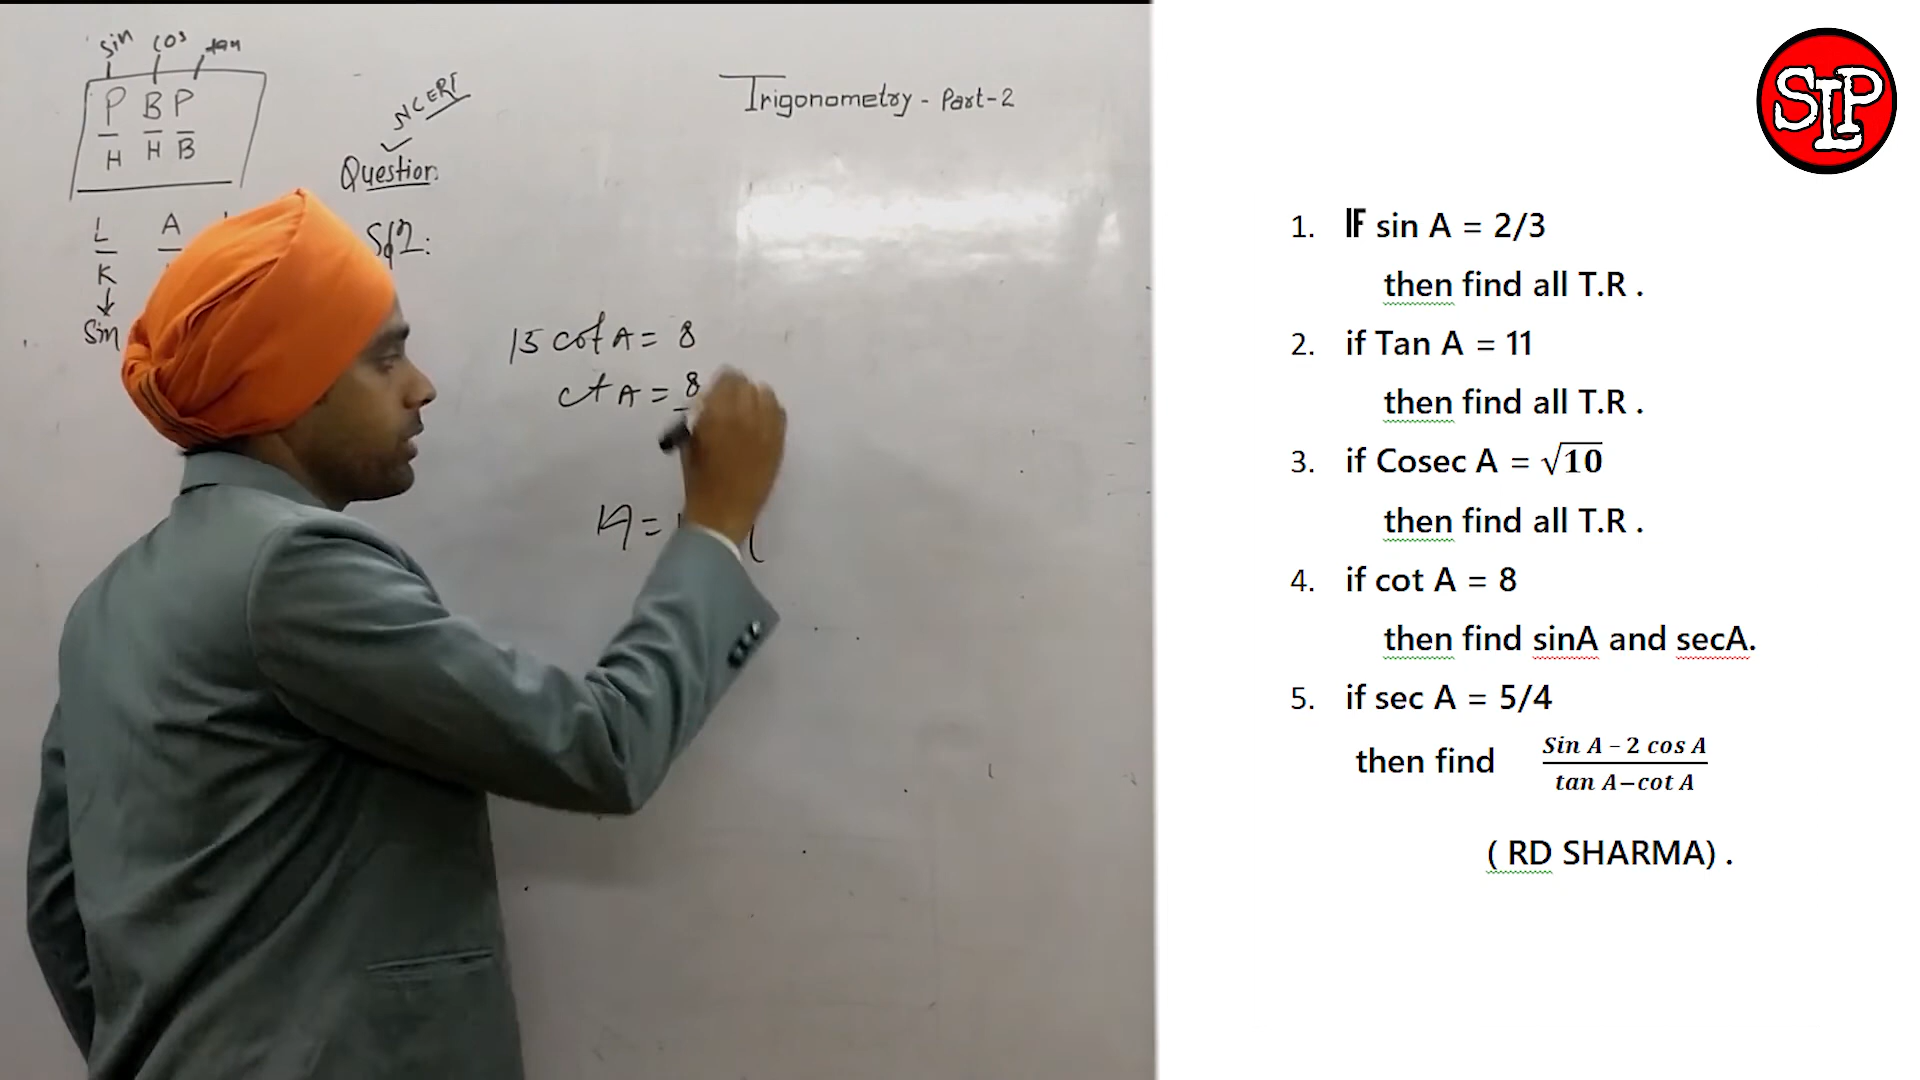 sin cos tan
P B P
H H B
L A
K
Sin
NCERT
Question
Trigonometry - Part-2
15 cot A = 8
ct A = 8
SLP
1. IF sin A = 2/3
then find all T.R .
2. if Tan A = 11
then find all T.R .
3. if Cosec A = √10
then find all T.R .
4. if cot A = 8
then find sinA and secA.
5. if sec A = 5/4
then find Sin A – 2 cos A
tan A–cot A
( RD SHARMA) .